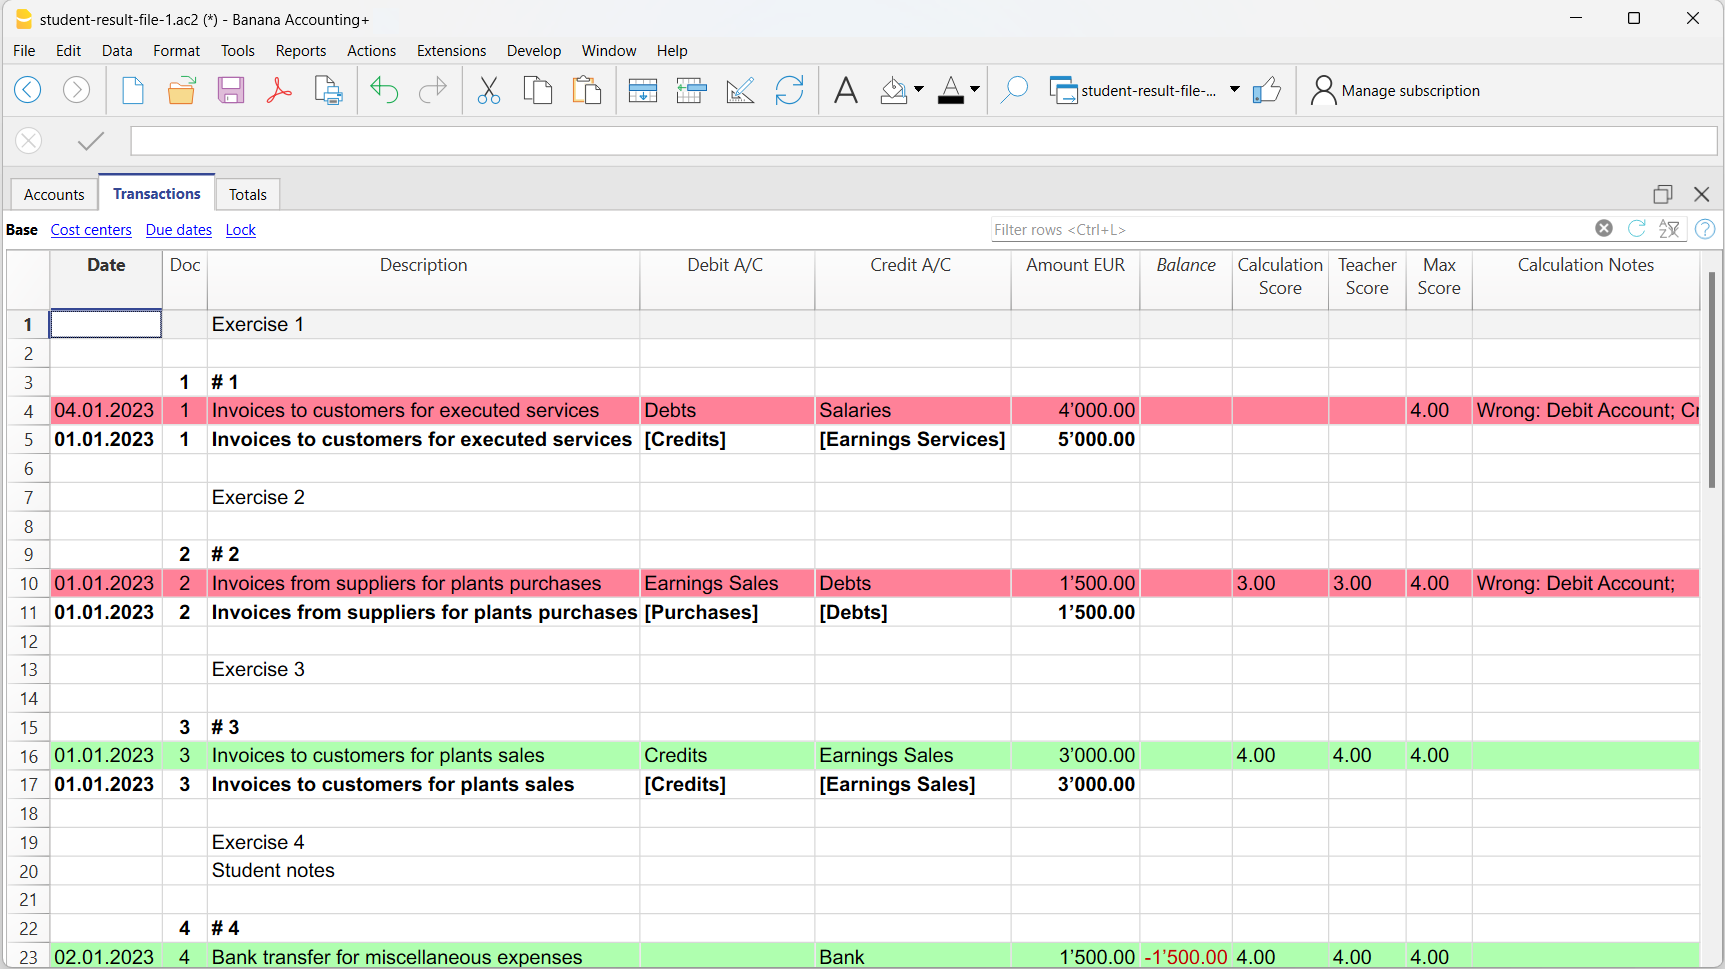 student-result-file-1.ac2 (*) - Banana Accounting+
File Edit Data Format Tools Reports Actions Extensions Develop Window Help
student-result-file-... Manage subscription
Accounts Transactions Totals
Base Cost centers Due dates Lock Filter rows <Ctrl+L>
Date Doc Description Debit A/C Credit A/C Amount EUR Balance Calculation Score Teacher Score Max Score Calculation Notes
1 Exercise 1
2
3 1 # 1
4 04.01.2023 1 Invoices to customers for executed services Debts Salaries 4’000.00 4.00 Wrong: Debit Account; Cr
5 01.01.2023 1 Invoices to customers for executed services [Credits] [Earnings Services] 5’000.00
6
7 Exercise 2
8
9 2 # 2
10 01.01.2023 2 Invoices from suppliers for plants purchases Earnings Sales Debts 1’500.00 3.00 3.00 4.00 Wrong: Debit Account;
11 01.01.2023 2 Invoices from suppliers for plants purchases [Purchases] [Debts] 1’500.00
12
13 Exercise 3
14
15 3 # 3
16 01.01.2023 3 Invoices to customers for plants sales Credits Earnings Sales 3’000.00 4.00 4.00 4.00
17 01.01.2023 3 Invoices to customers for plants sales [Credits] [Earnings Sales] 3’000.00
18
19 Exercise 4
20 Student notes
21
22 4 # 4
23 02.01.2023 4 Bank transfer for miscellaneous expenses Bank 1’500.00 -1’500.00 4.00 4.00 4.00